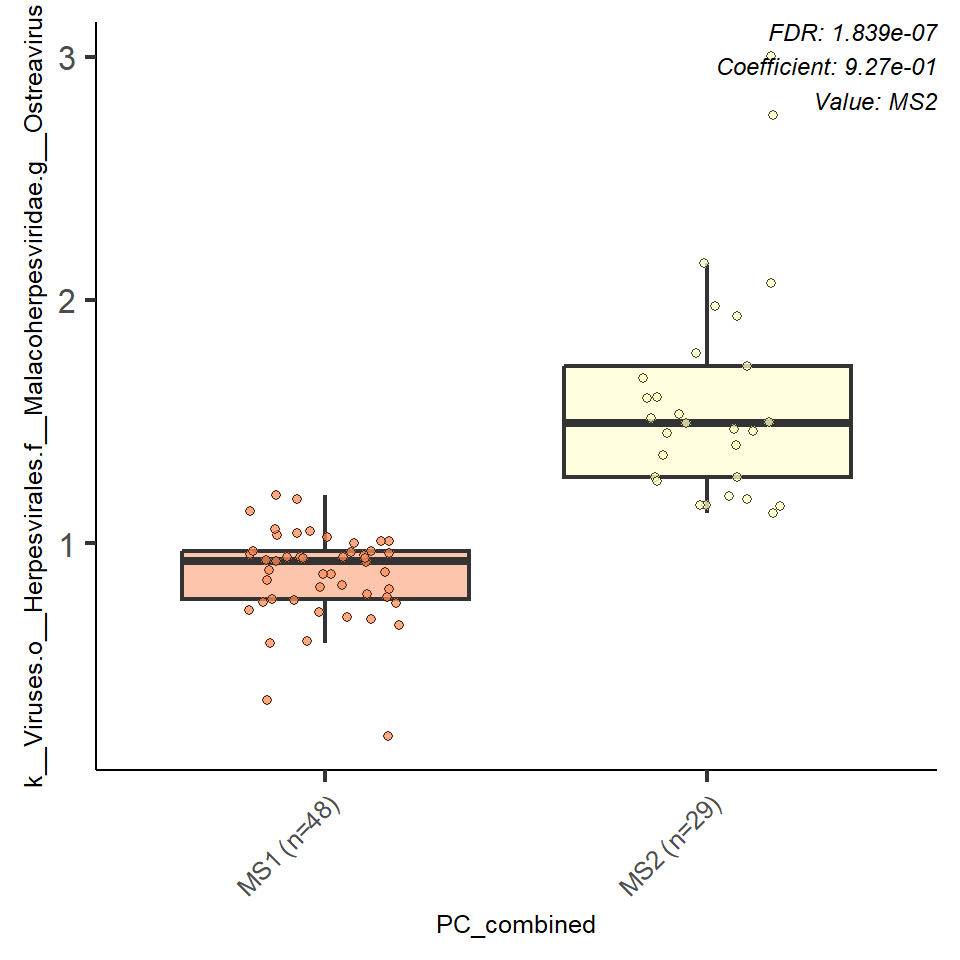 FDR: 1.839e-07
Coefficient: 9.27e-01
Value: MS2
k__Viruses.o__Herpesvirales.f__Malacoherpesviridae.g__Ostreavirus
3
2
1
MS1 (n=48)
MS2 (n=29)
PC_combined